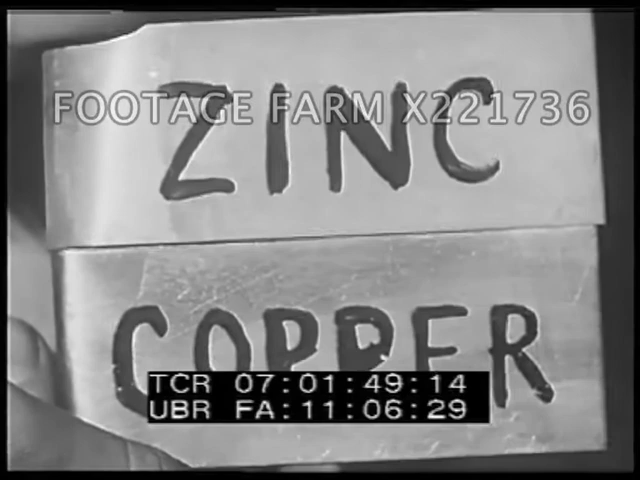 ZINC
FOOTAGE FARM X221736
COPPER
TCR 07:01:49:14
UBR FA:11:06:29